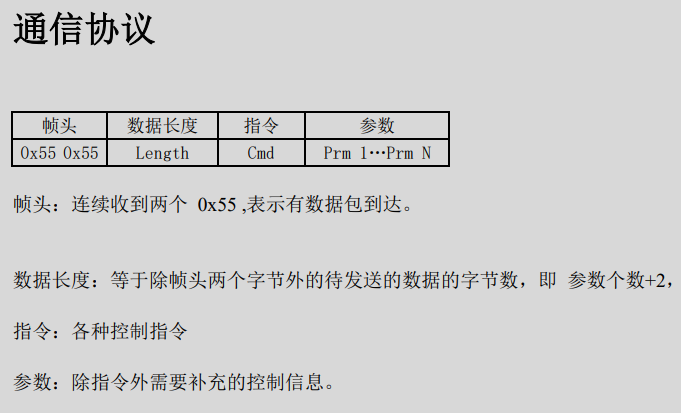 通信协议
帧头 数据长度 指令 参数
0x55 0x55 Length Cmd Prm 1…Prm N
帧头：连续收到两个 0x55 ,表示有数据包到达。
数据长度：等于除帧头两个字节外的待发送的数据的字节数，即 参数个数+2，
指令：各种控制指令
参数：除指令外需要补充的控制信息。